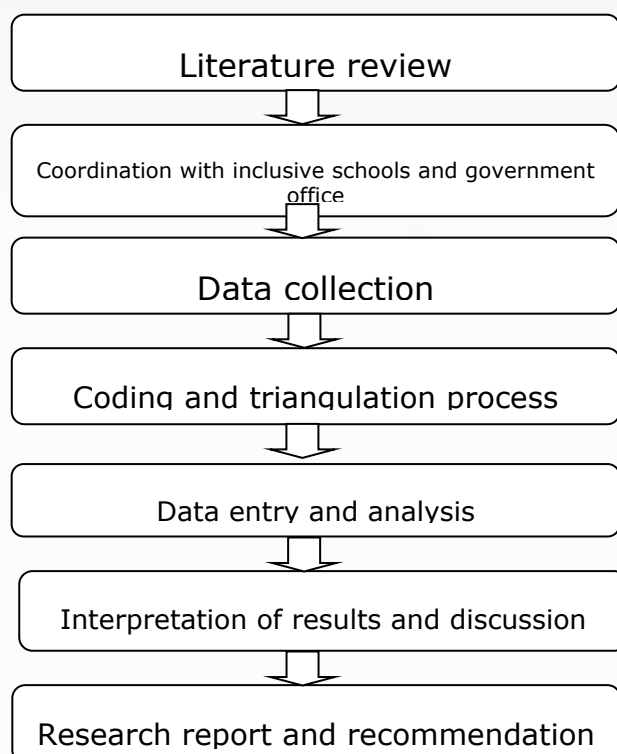 Literature review
Coordination with inclusive schools and government
office
Data collection
Coding and triangulation process
Data entry and analysis
Interpretation of results and discussion
Research report and recommendation